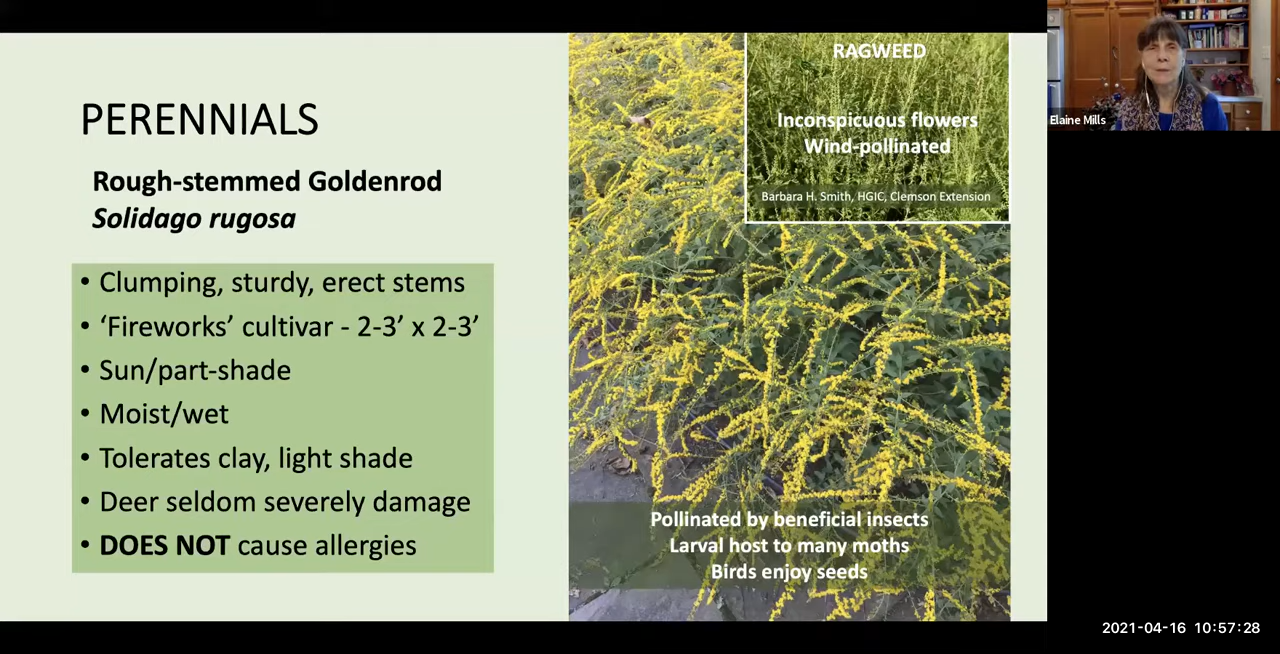 PERENNIALS
Rough-stemmed Goldenrod
Solidago rugosa
• Clumping, sturdy, erect stems
• ‘Fireworks’ cultivar - 2-3’ x 2-3’
• Sun/part-shade
• Moist/wet
• Tolerates clay, light shade
• Deer seldom severely damage
• DOES NOT cause allergies
RAGWEED
Inconspicuous flowers
Wind-pollinated
Barbara H. Smith, HGIC, Clemson Extension
Pollinated by beneficial insects
Larval host to many moths
Birds enjoy seeds
Elaine Mills
2021-04-16 10:57:28